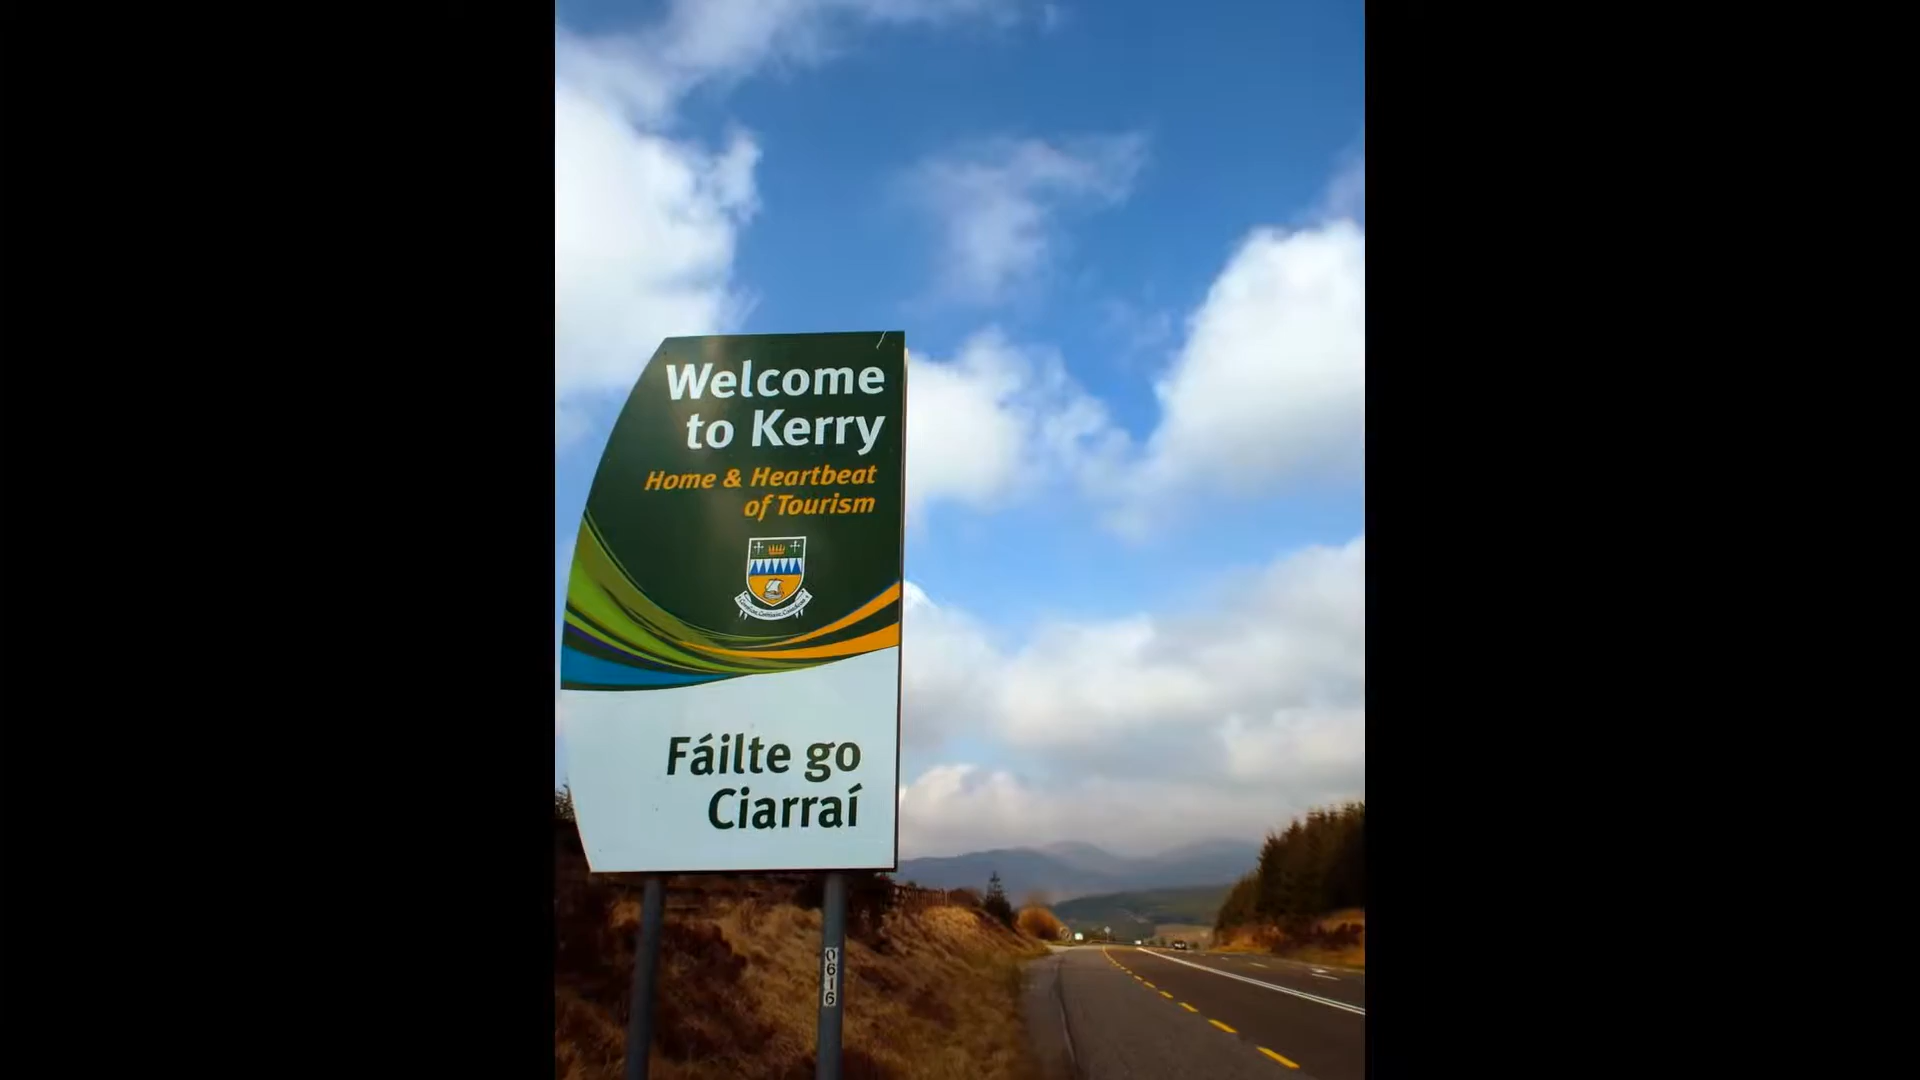 Welcome
to Kerry
Home & Heartbeat
of Tourism
Fáilte go
Ciarraí
0616